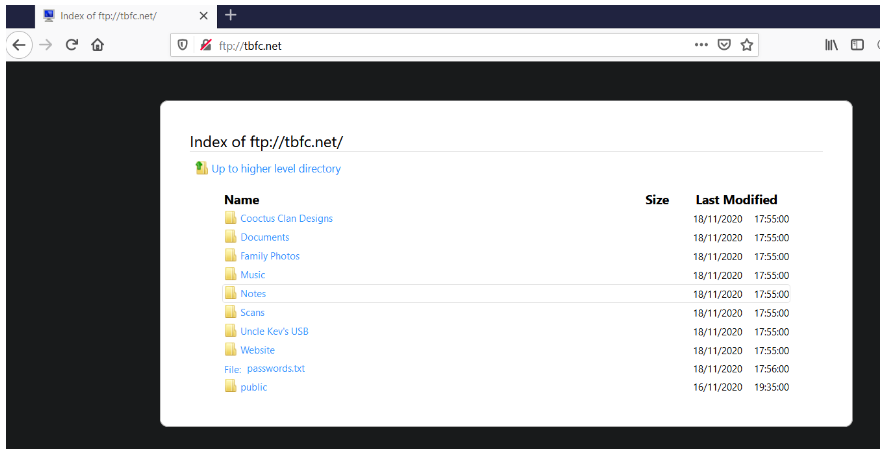 Index of ftp://tbfc.net/
ftp://tbfc.net
Index of ftp://tbfc.net/
Up to higher level directory
Name Size Last Modified
Cooctus Clan Designs 18/11/2020 17:55:00
Documents 18/11/2020 17:55:00
Family Photos 18/11/2020 17:55:00
Music 18/11/2020 17:55:00
Notes 18/11/2020 17:55:00
Scans 18/11/2020 17:55:00
Uncle Kev's USB 18/11/2020 17:55:00
Website 18/11/2020 17:55:00
File: passwords.txt 18/11/2020 17:56:00
public 16/11/2020 19:35:00